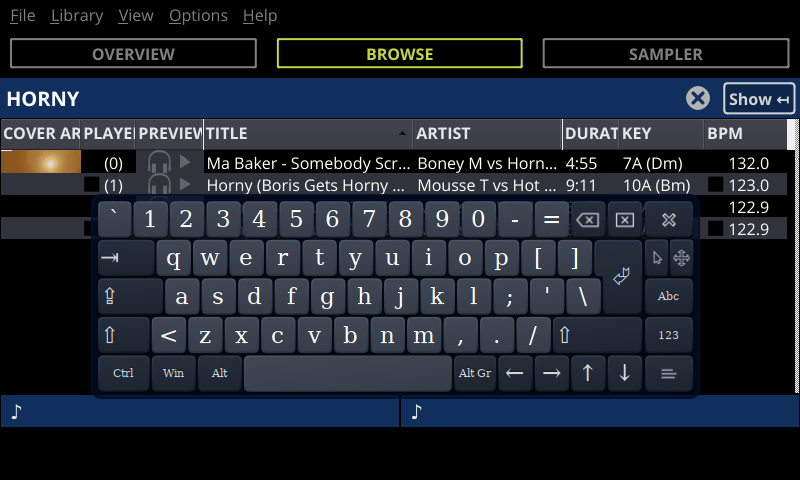 File Library View Options Help
OVERVIEW BROWSE SAMPLER
HORNY Show ↤
COVER AR PLAYE PREVIEW TITLE ARTIST DURAT KEY BPM
(0) Ma Baker - Somebody Scr... Boney M vs Horn... 4:55 7A (Dm) 132.0
(1) Horny (Boris Gets Horny ... Mousse T vs Hot ... 9:11 10A (Bm) 123.0
122.9
122.9
` 1 2 3 4 5 6 7 8 9 0 - =
q w e r t y u i o p [ ]
a s d f g h j k l ; ' \ Abc
< z x c v b n m , . / 123
Ctrl Win Alt Alt Gr ← → ↑ ↓
♪ ♪